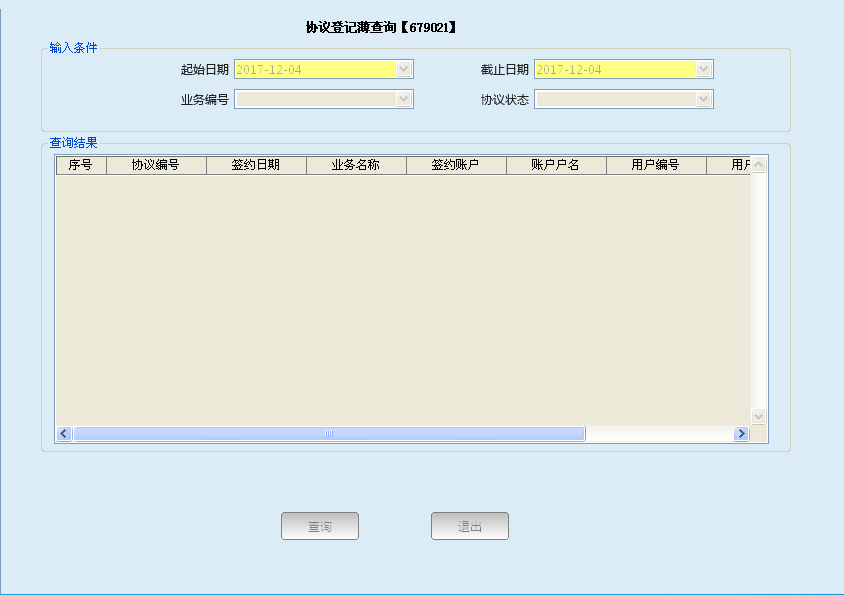 协议登记薄查询【679021】
输入条件
起始日期 2017-12-04 截止日期 2017-12-04
业务编号 协议状态
查询结果
序号 协议编号 签约日期 业务名称 签约账户 账户户名 用户编号 用户
查询 退出